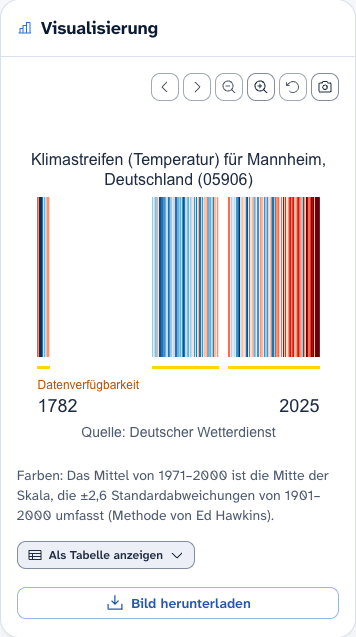 Visualisierung
Klimastreifen (Temperatur) für Mannheim,
Deutschland (05906)
Datenverfügbarkeit
1782
2025
Quelle: Deutscher Wetterdienst
Farben: Das Mittel von 1971–2000 ist die Mitte der
Skala, die ±2,6 Standardabweichungen von 1901–
2000 umfasst (Methode von Ed Hawkins).
Als Tabelle anzeigen
Bild herunterladen